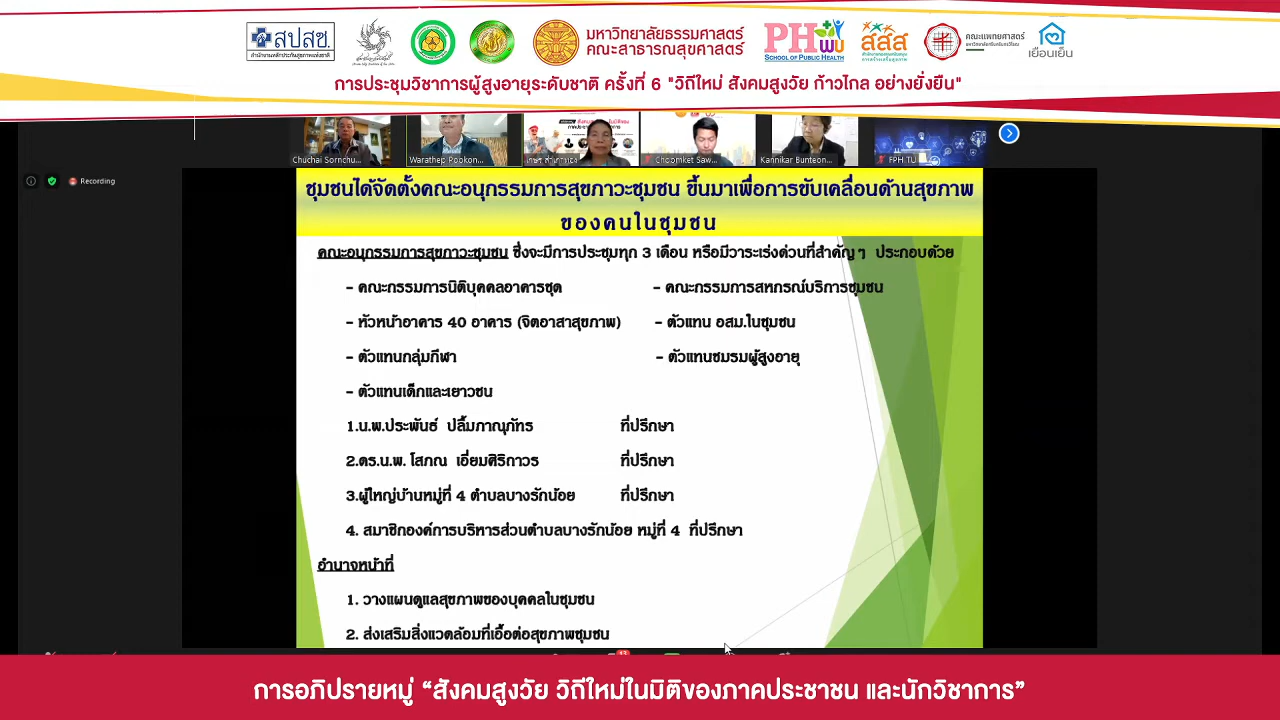 สปสช.
สำนักงานหลักประกันสุขภาพแห่งชาติ
มหาวิทยาลัยธรรมศาสตร์
คณะสาธารณสุขศาสตร์
PH
SCHOOL OF PUBLIC HEALTH
สสส
คณะแพทยศาสตร์
เยือนเย็น
การประชุมวิชาการผู้สูงอายุระดับชาติ ครั้งที่ 6 "วิถีใหม่ สังคมสูงวัย ก้าวไกล อย่างยั่งยืน"
Chuchai Sornchu...
Warathep Pookon...
Choomket Saw...
Kannikar Bunteon...
FPH TU
Recording
ชุมชนได้จัดตั้งคณะอนุกรรมการสุขภาวะชุมชน ขึ้นมาเพื่อการขับเคลื่อนด้านสุขภาพ
ของคนในชุมชน
คณะอนุกรรมการสุขภาวะชุมชน ซึ่งจะมีการประชุมทุก 3 เดือน หรือมีวาระเร่งด่วนที่สำคัญๆ ประกอบด้วย
- คณะกรรมการนิติบุคคลอาคารชุด - คณะกรรมการสหกรณ์บริการชุมชน
- หัวหน้าอาคาร 40 อาคาร (จิตอาสาสุขภาพ) - ตัวแทน อสม.ในชุมชน
- ตัวแทนกลุ่มกีฬา - ตัวแทนชมรมผู้สูงอายุ
- ตัวแทนเด็กและเยาวชน
1.น.พ.ประพันธ์ ปลื้มภาณุภัทร ที่ปรึกษา
2.ดร.น.พ. โสภณ เอี่ยมศิริถาวร ที่ปรึกษา
3.ผู้ใหญ่บ้านหมู่ที่ 4 ตำบลบางรักน้อย ที่ปรึกษา
4. สมาชิกองค์การบริหารส่วนตำบลบางรักน้อย หมู่ที่ 4 ที่ปรึกษา
อำนาจหน้าที่
1. วางแผนดูแลสุขภาพของบุคคลในชุมชน
2. ส่งเสริมสิ่งแวดล้อมที่เอื้อต่อสุขภาพชุมชน
การอภิปรายหมู่ “สังคมสูงวัย วิถีใหม่ในมิติของภาคประชาชน และนักวิชาการ”